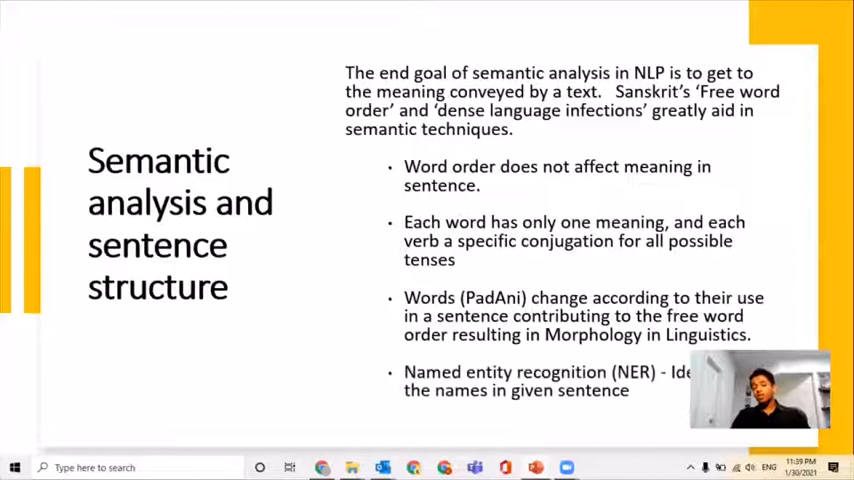 Semantic
analysis and
sentence
structure
The end goal of semantic analysis in NLP is to get to
the meaning conveyed by a text. Sanskrit's 'Free word
order' and 'dense language infections' greatly aid in
semantic techniques.
• Word order does not affect meaning in
sentence.
• Each word has only one meaning, and each
verb a specific conjugation for all possible
tenses
• Words (PadAni) change according to their use
in a sentence contributing to the free word
order resulting in Morphology in Linguistics.
• Named entity recognition (NER) -
the names in given sentence
Type here to search
ENG
11:39 PM
1/30/2021